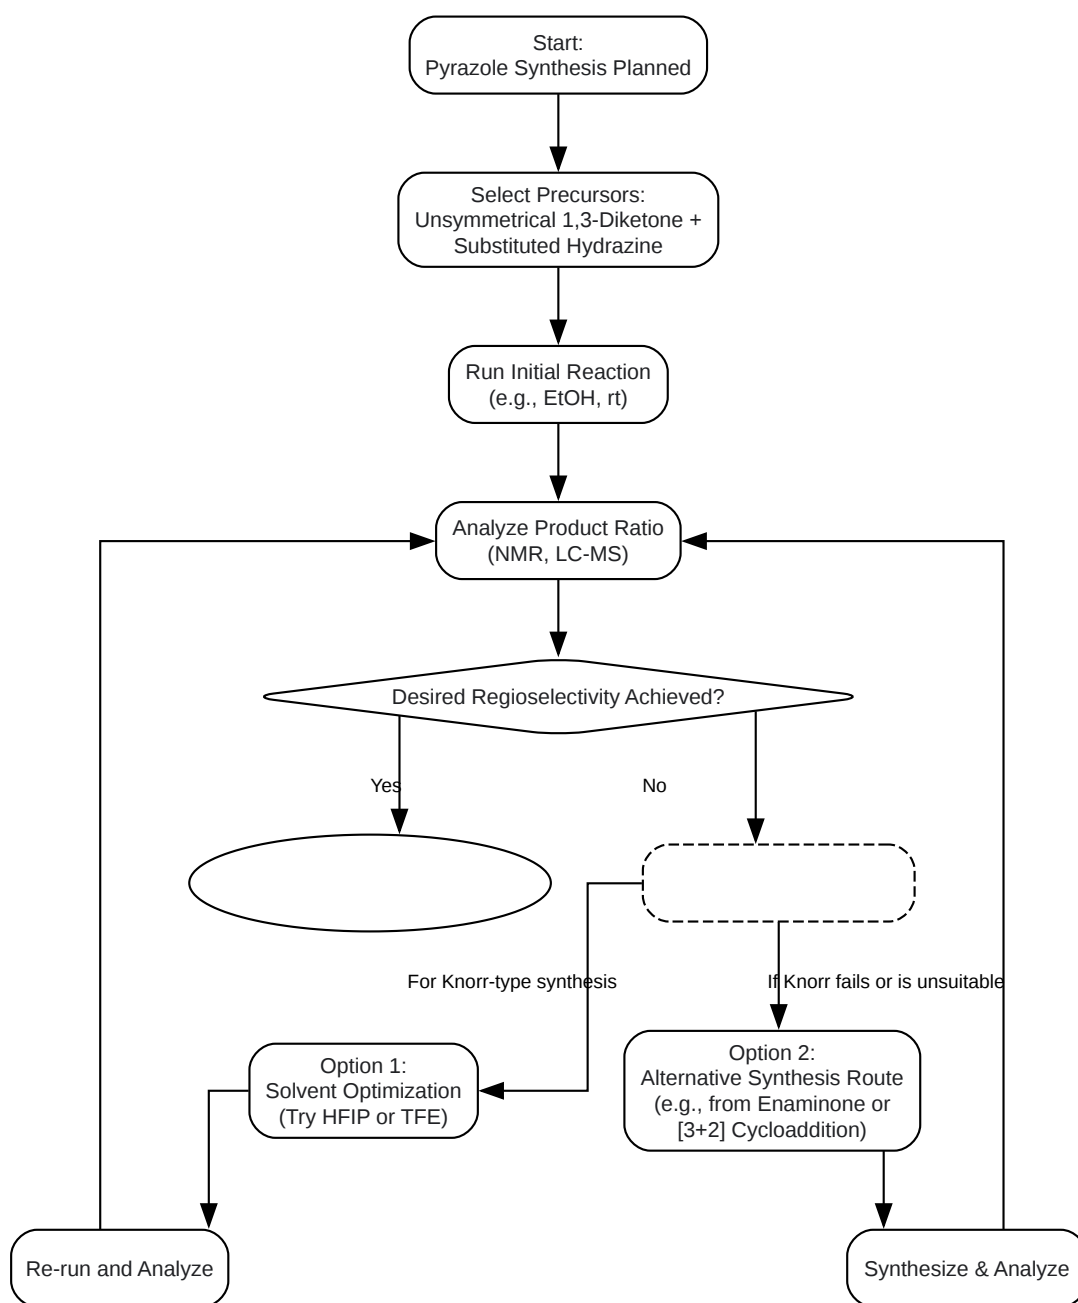 Start:
Pyrazole Synthesis Planned
Select Precursors:
Unsymmetrical 1,3-Diketone +
Substituted Hydrazine
Run Initial Reaction
(e.g., EtOH, rt)
Analyze Product Ratio
(NMR, LC-MS)
Desired Regioselectivity Achieved?
Yes
No
For Knorr-type synthesis
If Knorr fails or is unsuitable
Option 1:
Solvent Optimization
(Try HFIP or TFE)
Option 2:
Alternative Synthesis Route
(e.g., from Enaminone or
[3+2] Cycloaddition)
Re-run and Analyze
Synthesize & Analyze